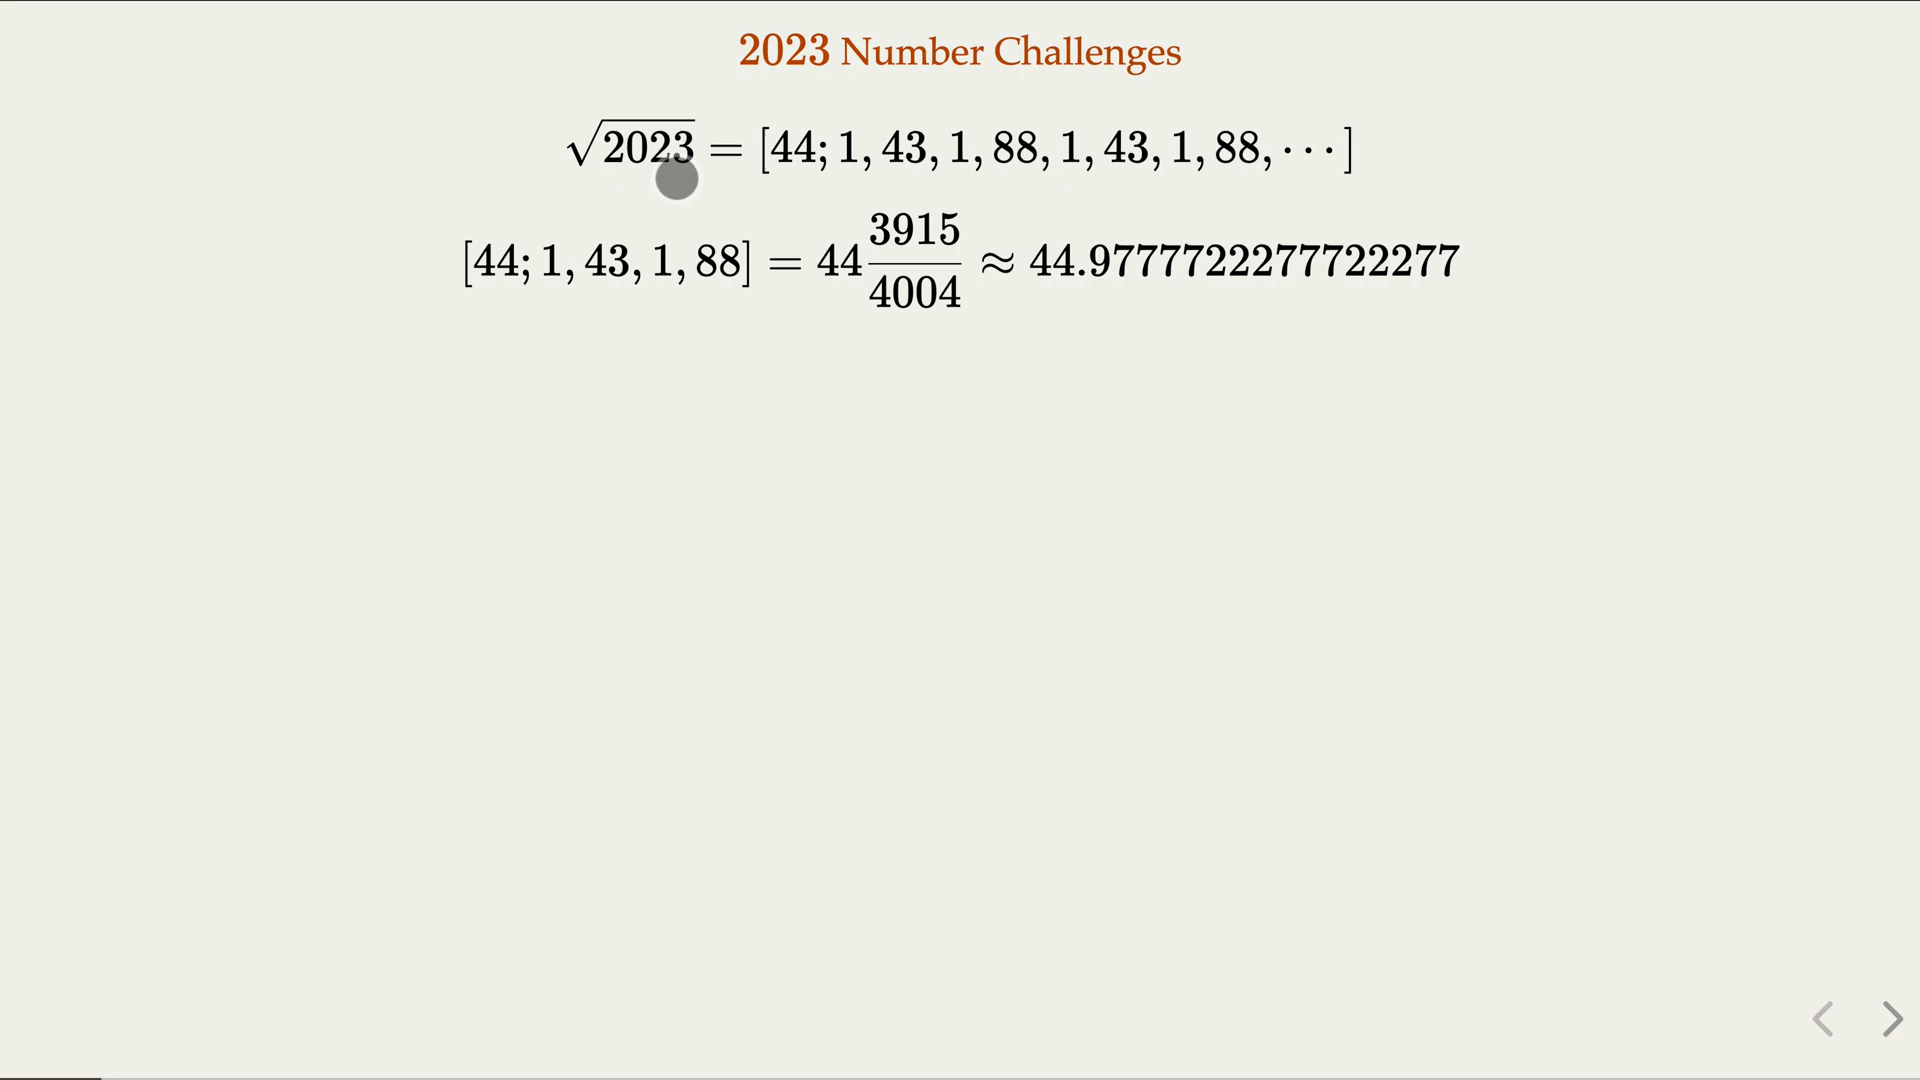 2023 Number Challenges
√2023 = [44; 1, 43, 1, 88, 1, 43, 1, 88, ⋯ ]
[44; 1, 43, 1, 88] = 44 3915/4004 ≈ 44.9777722277722277